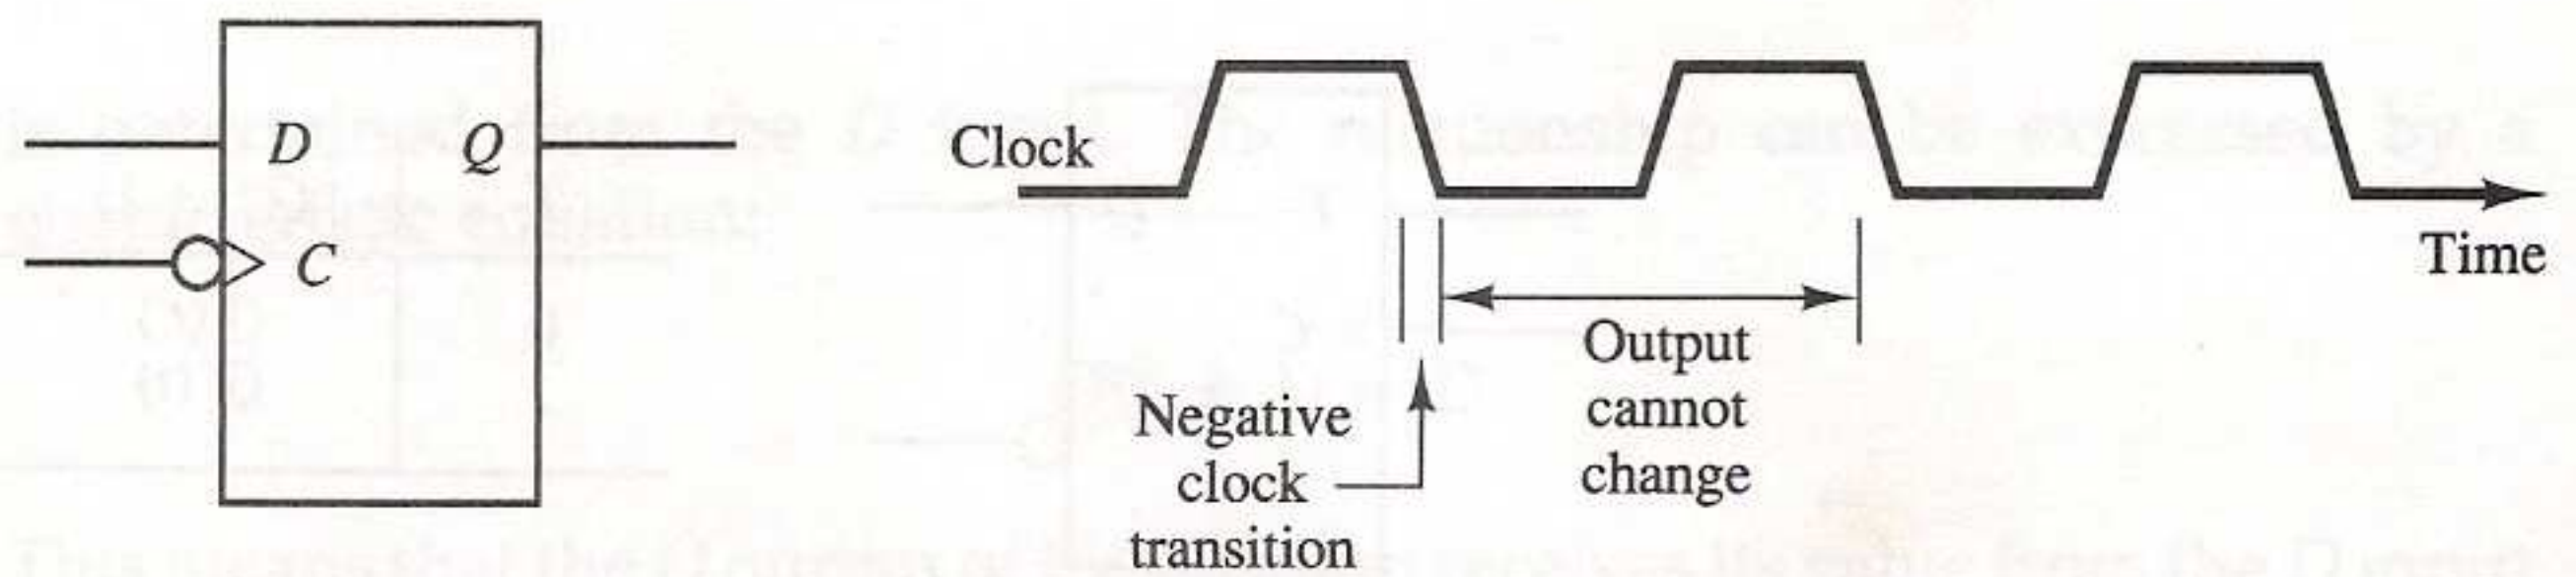 D Q
C
Clock
Time
Negative
clock
transition
Output
cannot
change